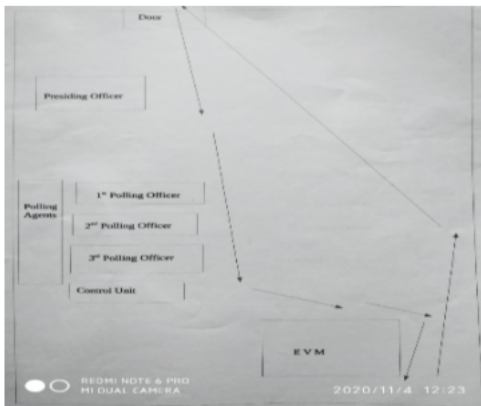 Door
Presiding Officer
Polling
Agents
1st Polling Officer
2nd Polling Officer
3rd Polling Officer
Control Unit
E V M
REDMI NOTE 6 PRO
MI DUAL CAMERA
2020/11/4 12:23